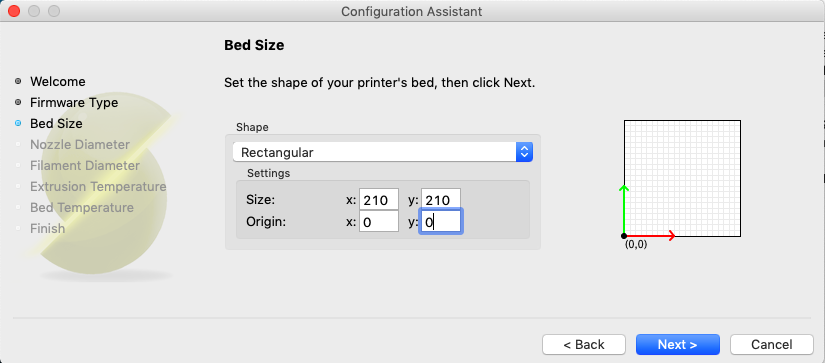 Configuration Assistant
Bed Size
Welcome
Firmware Type
Bed Size
Nozzle Diameter
Filament Diameter
Extrusion Temperature
Bed Temperature
Finish
Set the shape of your printer's bed, then click Next.
Shape
Rectangular
Settings
Size: x: 210 y: 210
Origin: x: 0 y: 0
(0,0)
< Back Next > Cancel